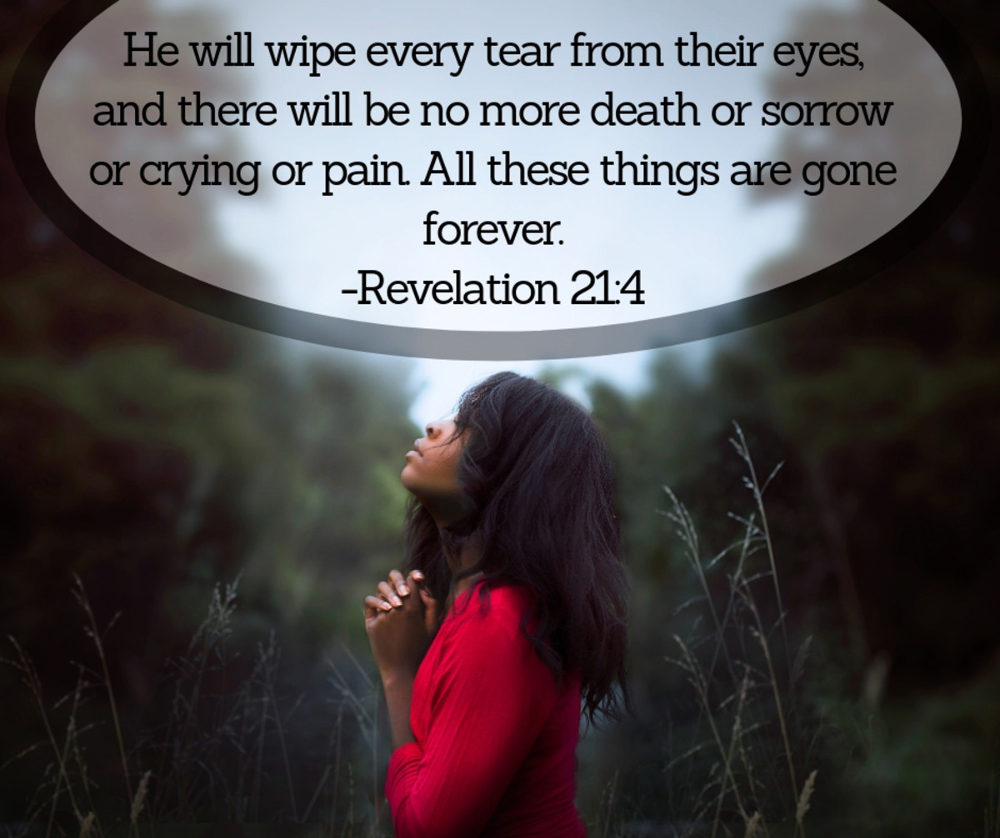 He will wipe every tear from their eyes,
and there will be no more death or sorrow
or crying or pain. All these things are gone
forever.
-Revelation 21:4